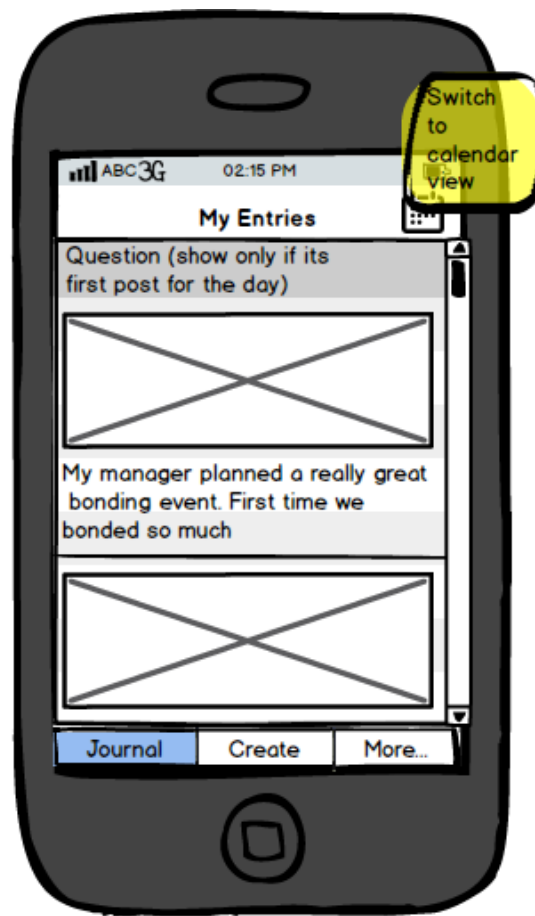 Switch
to
calendar
view
ABC 3G 02:15 PM
My Entries
Question (show only if its
first post for the day)
My manager planned a really great
bonding event. First time we
bonded so much
Journal Create More...